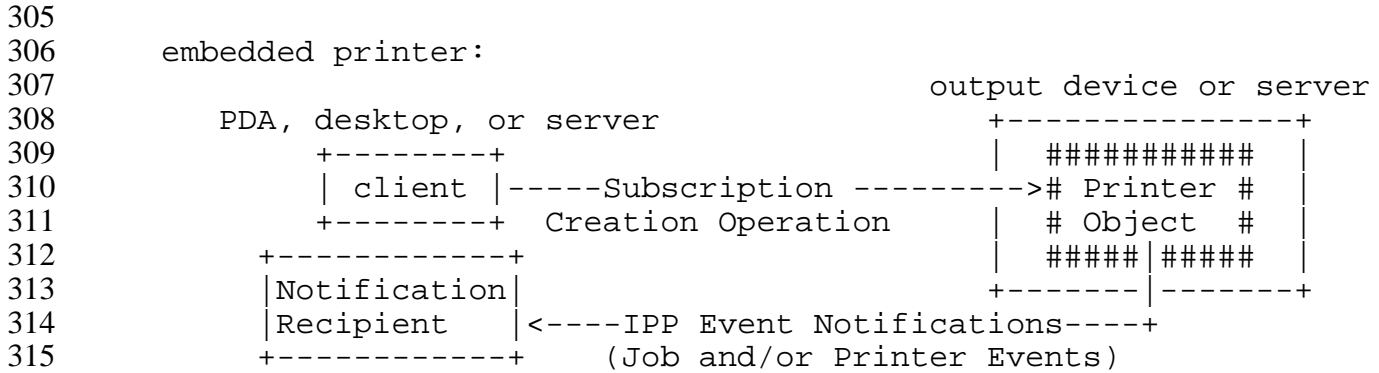 305
306      embedded printer:
307                                              output device or server
308         PDA, desktop, or server                 +---------------+
309              +--------+                         |  ###########  |
310              | client |-----Subscription ---------># Printer #  |
311              +--------+  Creation Operation     |  # Object  #  |
312           +------------+                        |  #####|#####  |
313           |Notification|                        +-------|-------+
314           |Recipient   |<----IPP Event Notifications----+
315           +------------+    (Job and/or Printer Events)